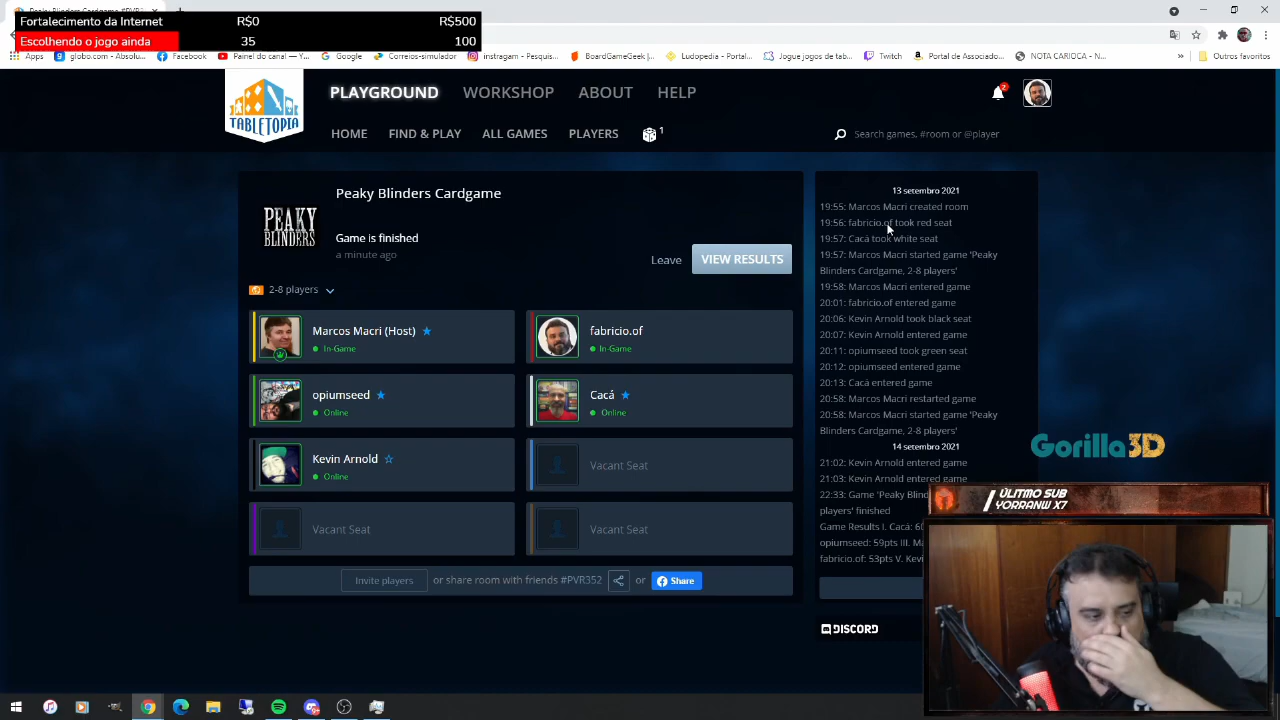 Fortalecimento da Internet R$0 R$500
Escolhendo o jogo ainda 35 100
Apps globo.com - Absolu... Facebook Painel do canal — ... Google Correios-simulador instragam - Pesquis... BoardGameGeek |... Ludopedia - Portal... Jogue jogos de tab... Twitch Portal de Associado... NOTA CARIOCA - N... » Outros favoritos
TABLETOPIA
PLAYGROUND WORKSHOP ABOUT HELP
2
HOME FIND & PLAY ALL GAMES PLAYERS 1
Search games, #room or @player
Peaky Blinders Cardgame
PEAKY BLINDERS
Game is finished
a minute ago
Leave VIEW RESULTS
2-8 players
Marcos Macri (Host)
In-Game
fabricio.of
In-Game
opiumseed
Online
Cacá
Online
Kevin Arnold
Online
Vacant Seat
Vacant Seat
Vacant Seat
Invite players or share room with friends #PVR352 or Share
13 setembro 2021
19:55: Marcos Macri created room
19:56: fabricio.of took red seat
19:57: Cacá took white seat
19:57: Marcos Macri started game 'Peaky
Blinders Cardgame, 2-8 players'
19:58: Marcos Macri entered game
20:01: fabricio.of entered game
20:06: Kevin Arnold took black seat
20:07: Kevin Arnold entered game
20:11: opiumseed took green seat
20:12: opiumseed entered game
20:13: Cacá entered game
20:58: Marcos Macri restarted game
20:58: Marcos Macri started game 'Peaky
Blinders Cardgame, 2-8 players'
14 setembro 2021
21:02: Kevin Arnold entered game
21:03: Kevin Arnold entered game
22:33: Game 'Peaky Blind
players' finished
Game Results I. Cacá:
opiumseed: 59pts III. Ma
fabricio.of: 53pts V. Kevi
DISCORD
Gorilla3D
ÚLITMO SUB
YORRANW X7